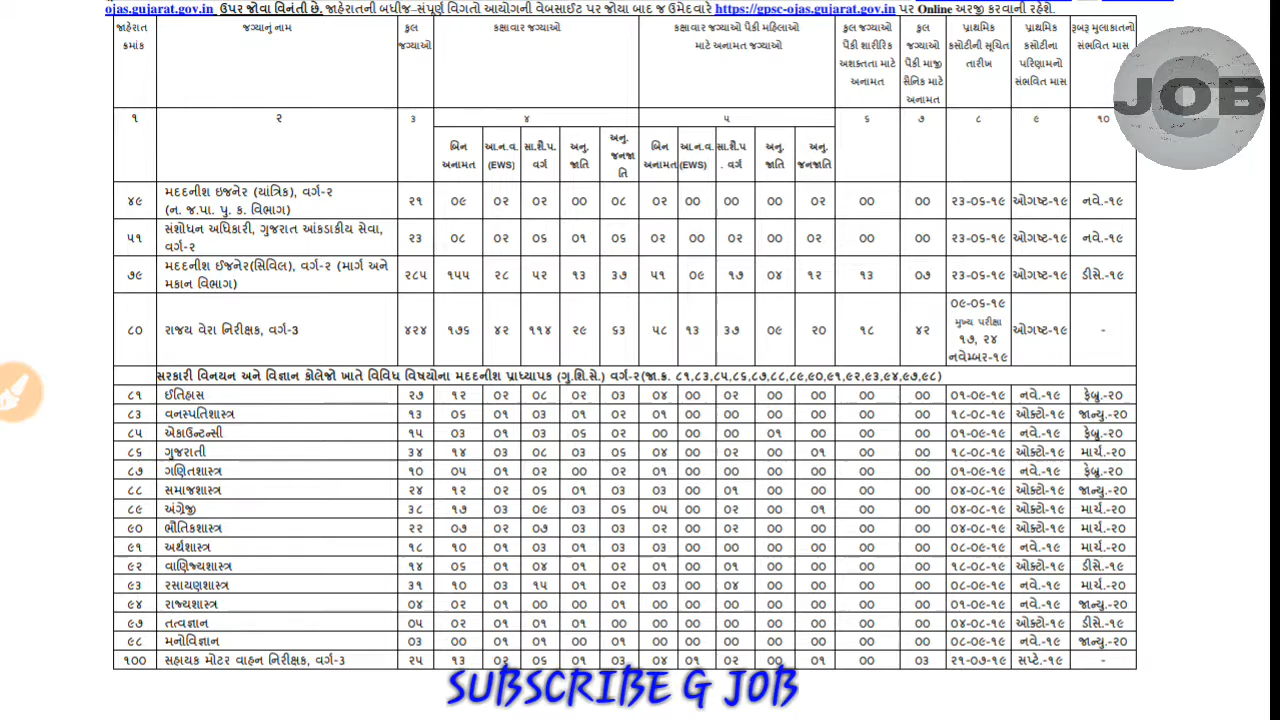 ojas.gujarat.gov.in ઉપર જોવા વિનંતી છે. જાહેરાતની બધીજ–સંપૂર્ણ વિગતો આયોગની વેબસાઈટ પર જોયા બાદ જ ઉમેદવારે https://gpsc-ojas.gujarat.gov.in પર Online અરજી કરવાની રહેશે.
જાહેરાત ક્રમાંક જગ્યાનું નામ કુલ જગ્યાઓ કક્ષાવાર જગ્યાઓ કક્ષાવાર જગ્યાઓ પૈકી મહિલાઓ માટે અનામત જગ્યાઓ કુલ જગ્યાઓ પૈકી શારીરિક અશક્તતા માટે અનામત કુલ જગ્યાઓ પૈકી માજી સૈનિક માટે અનામત પ્રાથમિક કસોટીની સૂચિત તારીખ પ્રાથમિક કસોટીના પરિણામનો સંભવિત માસ રૂબરૂ મુલાકાતનો સંભવિત માસ
૧ ૨ ૩ ૪ ૫ ૬ ૭ ૮ ૯ ૧૦
બિન અનામત આ.ન.વ. (EWS) સા.શૈ.પ. વર્ગ અનુ. જાતિ અનુ. જનજાતિ બિન અનામત આ.ન.વ. (EWS) સા.શૈ.પ. વર્ગ અનુ. જાતિ અનુ. જનજાતિ
૪૯ મદદનીશ ઇજનેર (યાંત્રિક), વર્ગ-૨ (ન. જ.પા. પુ. ક. વિભાગ) ૨૧ ૦૯ ૦૨ ૦૨ ૦૦ ૦૮ ૦૨ ૦૦ ૦૦ ૦૦ ૦૨ ૦૦ ૦૦ ૨૩-૦૬-૧૯ ઓગષ્ટ-૧૯ નવે.-૧૯
૫૧ સંશોધન અધિકારી, ગુજરાત આંકડાકીય સેવા, વર્ગ-૨ ૨૩ ૦૮ ૦૨ ૦૬ ૦૧ ૦૬ ૦૨ ૦૦ ૦૨ ૦૦ ૦૨ ૦૦ ૦૦ ૨૩-૦૬-૧૯ ઓગષ્ટ-૧૯ નવે.-૧૯
૭૯ મદદનીશ ઈજનેર(સિવિલ), વર્ગ-૨ (માર્ગ અને મકાન વિભાગ) ૨૮૫ ૧૫૫ ૨૮ ૫૨ ૧૩ ૩૭ ૫૧ ૦૯ ૧૭ ૦૪ ૧૨ ૧૩ ૦૭ ૨૩-૦૬-૧૯ ઓગષ્ટ-૧૯ ડીસે.-૧૯
૮૦ રાજય વેરા નિરીક્ષક, વર્ગ-3 ૪૨૪ ૧૭૬ ૪૨ ૧૧૪ ૨૯ ૬૩ ૫૮ ૧૩ ૩૭ ૦૯ ૨૦ ૧૮ ૪૨ ૦૯-૦૬-૧૯ મુખ્ય પરીક્ષા ૧૭, ૨૪ નવેમ્બર-૧૯ ઓગષ્ટ-૧૯ -
સરકારી વિનયન અને વિજ્ઞાન કોલેજો ખાતે વિવિધ વિષયોના મદદનીશ પ્રાધ્યાપક (ગુ.શિ.સે.) વર્ગ-૨(જા.ક્ર. ૮૧,૮૩,૮૫,૮૬,૮૭,૮૮,૮૯,૯૦,૯૧,૯૨,૯૩,૯૪,૯૭,૯૮)
૮૧ ઈતિહાસ ૨૭ ૧૨ ૦૨ ૦૮ ૦૨ ૦૩ ૦૪ ૦૦ ૦૨ ૦૦ ૦૦ ૦૦ ૦૦ ૦૧-૦૯-૧૯ નવે.-૧૯ ફેબ્રુ.-૨૦
૮૩ વનસ્પતિશાસ્ત્ર ૧૩ ૦૬ ૦૧ ૦૩ ૦૧ ૦૨ ૦૧ ૦૦ ૦૦ ૦૦ ૦૦ ૦૦ ૦૦ ૧૮-૦૮-૧૯ ઓક્ટો-૧૯ જાન્યુ.-૨૦
૮૫ એકાઉન્ટન્સી ૧૫ ૦૩ ૦૧ ૦૩ ૦૬ ૦૨ ૦૦ ૦૦ ૦૦ ૦૧ ૦૦ ૦૦ ૦૦ ૦૧-૦૯-૧૯ નવે.-૧૯ ફેબ્રુ.-૨૦
૮૬ ગુજરાતી ૩૪ ૧૪ ૦૩ ૦૮ ૦૩ ૦૬ ૦૪ ૦૦ ૦૨ ૦૦ ૦૧ ૦૦ ૦૦ ૧૮-૦૮-૧૯ ઓક્ટો-૧૯ માર્ચ.-૨૦
૮૭ ગણિતશાસ્ત્ર ૧૦ ૦૫ ૦૧ ૦૨ ૦૦ ૦૨ ૦૧ ૦૦ ૦૦ ૦૦ ૦૦ ૦૦ ૦૦ ૦૧-૦૯-૧૯ નવે.-૧૯ ફેબ્રુ.-૨૦
૮૮ સમાજશાસ્ત્ર ૨૪ ૧૨ ૦૨ ૦૬ ૦૧ ૦૩ ૦૩ ૦૦ ૦૧ ૦૦ ૦૦ ૦૦ ૦૦ ૦૪-૦૮-૧૯ ઓક્ટો-૧૯ જાન્યુ.-૨૦
૮૯ અંગ્રેજી ૩૮ ૧૭ ૦૩ ૦૯ ૦૩ ૦૬ ૦૫ ૦૦ ૦૨ ૦૦ ૦૧ ૦૦ ૦૦ ૦૪-૦૮-૧૯ ઓક્ટો-૧૯ માર્ચ.-૨૦
૯૦ ભૌતિકશાસ્ત્ર ૨૨ ૦૭ ૦૨ ૦૭ ૦૩ ૦૩ ૦૨ ૦૦ ૦૨ ૦૦ ૦૦ ૦૦ ૦૦ ૦૪-૦૮-૧૯ ઓક્ટો-૧૯ માર્ચ.-૨૦
૯૧ અર્થશાસ્ત્ર ૧૮ ૧૦ ૦૧ ૦૩ ૦૧ ૦૩ ૦૩ ૦૦ ૦૦ ૦૦ ૦૦ ૦૦ ૦૦ ૦૮-૦૯-૧૯ નવે.-૧૯ માર્ચ.-૨૦
૯૨ વાણિજ્યશાસ્ત્ર ૧૪ ૦૬ ૦૧ ૦૪ ૦૧ ૦૨ ૦૧ ૦૦ ૦૧ ૦૦ ૦૦ ૦૦ ૦૦ ૧૮-૦૮-૧૯ ઓક્ટો-૧૯ ડીસે.-૧૯
૯૩ રસાયણશાસ્ત્ર ૩૧ ૧૦ ૦૩ ૧૫ ૦૧ ૦૨ ૦૩ ૦૦ ૦૪ ૦૦ ૦૦ ૦૦ ૦૦ ૦૮-૦૯-૧૯ નવે.-૧૯ માર્ચ.-૨૦
૯૪ રાજ્યશાસ્ત્ર ૦૪ ૦૨ ૦૧ ૦૦ ૦૦ ૦૧ ૦૦ ૦૦ ૦૦ ૦૦ ૦૦ ૦૦ ૦૦ ૦૧-૦૯-૧૯ નવે.-૧૯ જાન્યુ.-૨૦
૯૭ તત્વજ્ઞાન ૦૫ ૦૨ ૦૧ ૦૧ ૦૧ ૦૦ ૦૦ ૦૦ ૦૦ ૦૦ ૦૦ ૦૦ ૦૦ ૦૪-૦૮-૧૯ ઓક્ટો-૧૯ ડીસે.-૧૯
૯૮ મનોવિજ્ઞાન ૦૩ ૦૦ ૦૧ ૦૧ ૦૦ ૦૧ ૦૦ ૦૦ ૦૦ ૦૦ ૦૦ ૦૦ ૦૦ ૦૮-૦૯-૧૯ નવે.-૧૯ જાન્યુ.-૨૦
૧૦૦ સહાયક મોટર વાહન નિરીક્ષક, વર્ગ-3 ૨૫ ૧૩ ૦૨ ૦૬ ૦૧ ૦૩ ૦૪ ૦૧ ૦૨ ૦૦ ૦૧ ૦૦ ૦૩ ૨૧-૦૭-૧૯ સપ્ટે.-૧૯ -
JOB
SUBSCRIBE G JOB